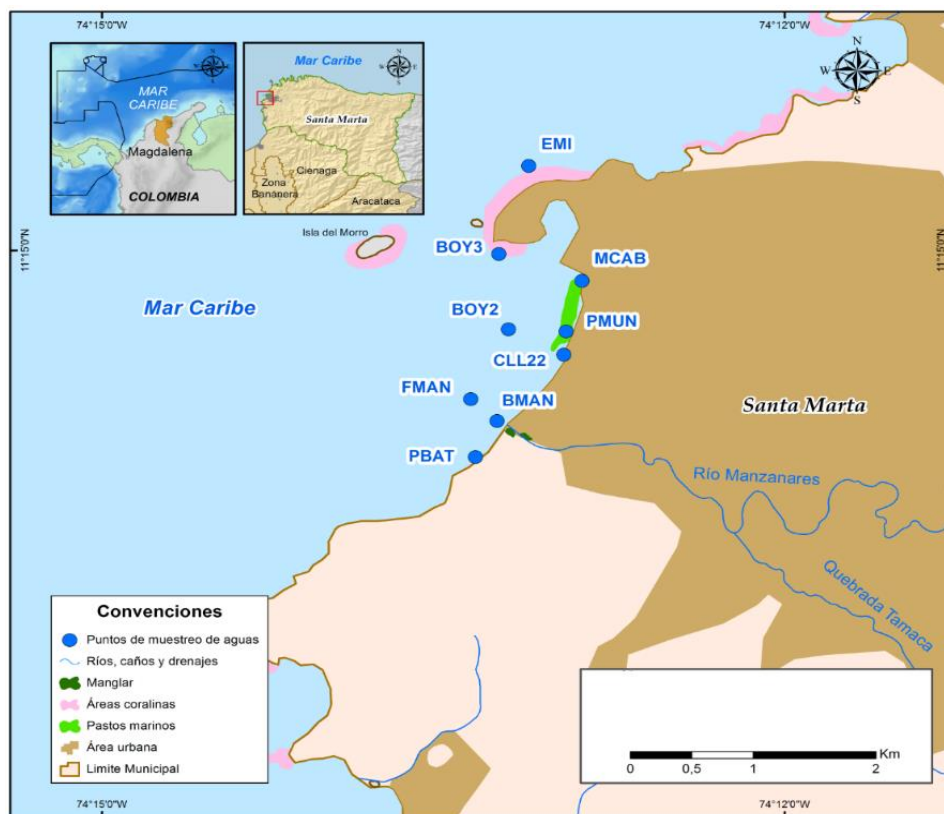 74°15'0"W
74°12'0"W
N
W
E
S
MAR
CARIBE
Magdalena
COLOMBIA
N
W
E
S
Mar Caribe
Santa Marta
Cienaga
Zona
Bananera
Aracataca
N
W
E
S
11°15'0"N
11°15'0"N
EMI
Isla del Morro
BOY3
MCAB
Mar Caribe
BOY2
PMUN
CLL22
FMAN
BMAN
Santa Marta
PBAT
Río Manzanares
Quebrada Tamaca
Convenciones
Puntos de muestreo de aguas
Ríos, caños y drenajes
Manglar
Áreas coralinas
Pastos marinos
Área urbana
Limite Municipal
Km
0 0,5 1 2
74°15'0"W
74°12'0"W